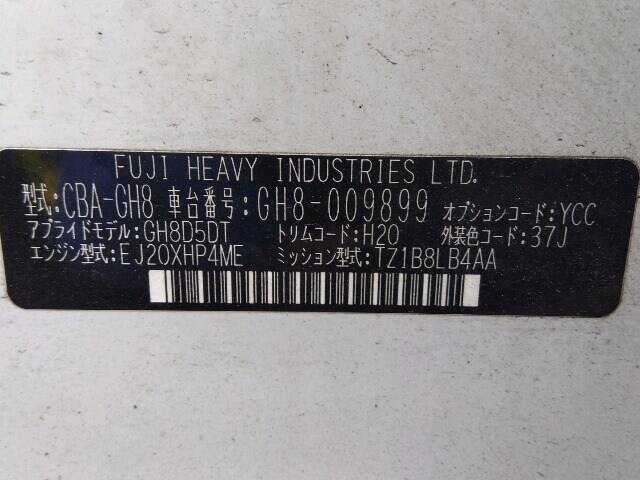 FUJI HEAVY INDUSTRIES LTD.
型式:CBA-GH8 車台番号:GH8-009899 オプションコード:YCC
アプライドモデル:GH8D5DT トリムコード:H20 外装色コード:37J
エンジン型式:EJ20XHP4ME ミッション型式:TZ1B8LB4AA